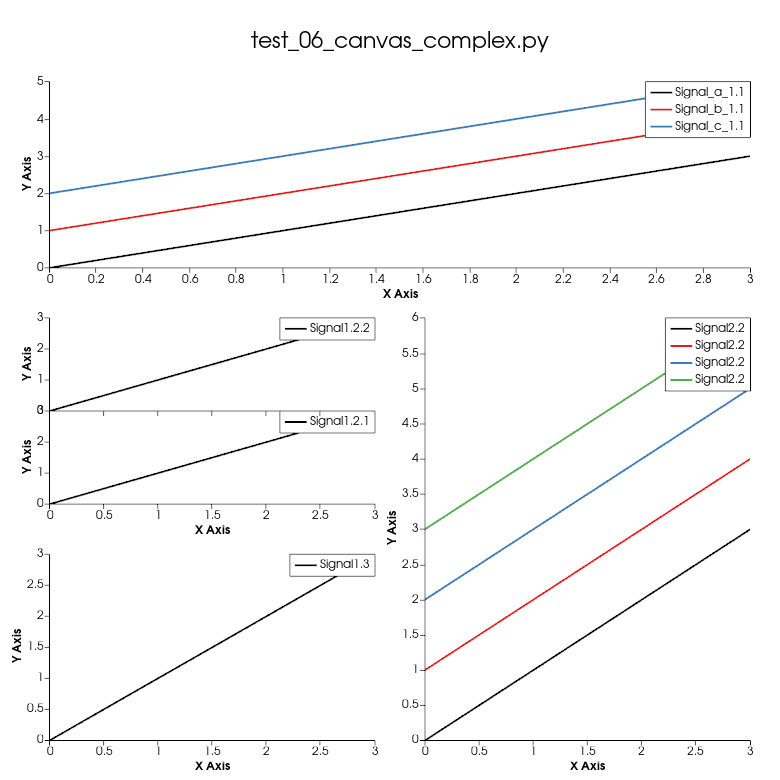 test_06_canvas_complex.py
5
4
3
2
1
0
Y Axis
Signal_a_1.1
Signal_b_1.1
Signal_c_1.1
0 0.2 0.4 0.6 0.8 1 1.2 1.4 1.6 1.8 2 2.2 2.4 2.6 2.8 3
X Axis
3
2
1
0
Y Axis
Signal1.2.2
3
2
1
0
Y Axis
Signal1.2.1
0 0.5 1 1.5 2 2.5 3
X Axis
3
2.5
2
1.5
1
0.5
0
Y Axis
Signal1.3
0 0.5 1 1.5 2 2.5 3
X Axis
6
5.5
5
4.5
4
3.5
3
2.5
2
1.5
1
0.5
0
Y Axis
Signal2.2
Signal2.2
Signal2.2
Signal2.2
0 0.5 1 1.5 2 2.5 3
X Axis